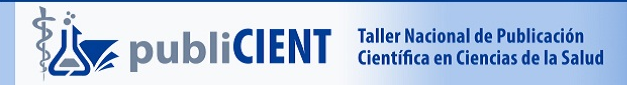 publiCIENT
Taller Nacional de Publicación
Científica en Ciencias de la Salud